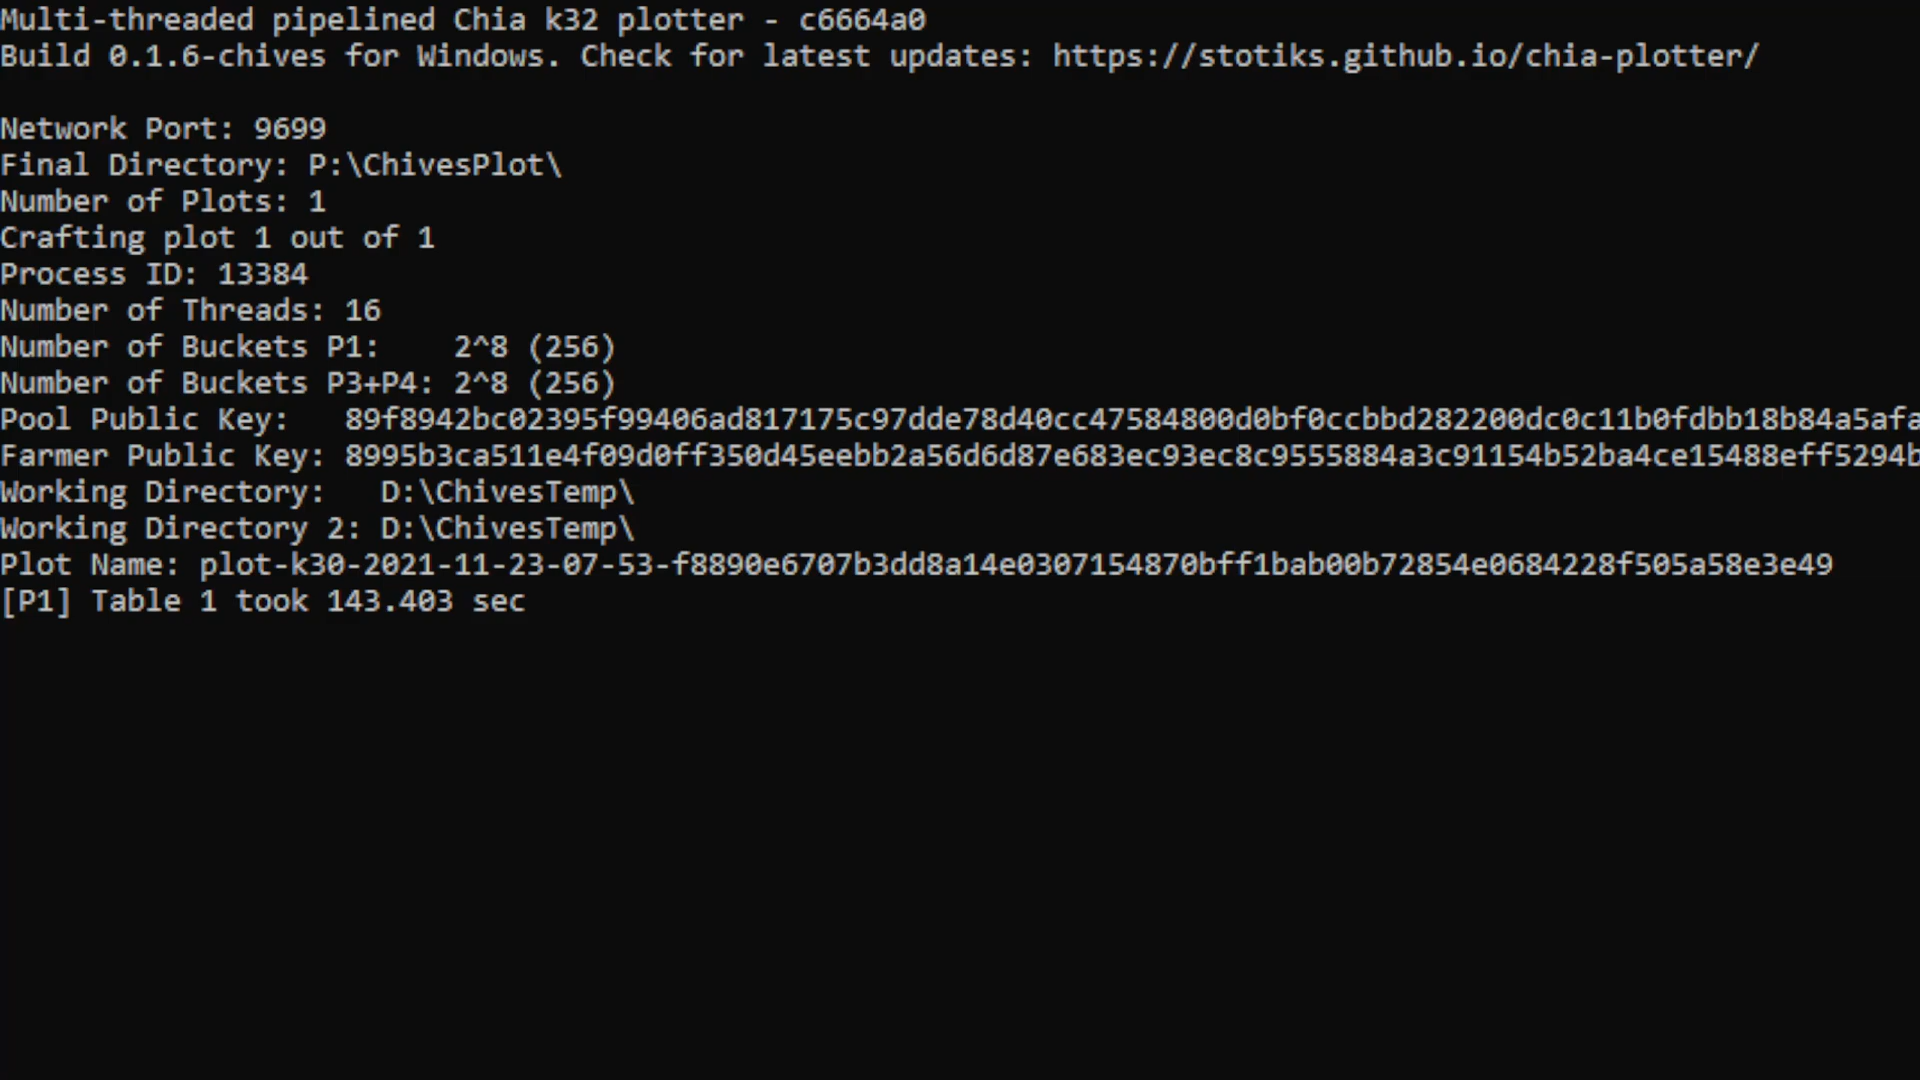 Multi-threaded pipelined Chia k32 plotter - c6664a0
Build 0.1.6-chives for Windows. Check for latest updates: https://stotiks.github.io/chia-plotter/
Network Port: 9699
Final Directory: P:\ChivesPlot\
Number of Plots: 1
Crafting plot 1 out of 1
Process ID: 13384
Number of Threads: 16
Number of Buckets P1:    2^8 (256)
Number of Buckets P3+P4: 2^8 (256)
Pool Public Key:   89f8942bc02395f99406ad817175c97dde78d40cc47584800d0bf0ccbbd282200dc0c11b0fdbb18b84a5afa
Farmer Public Key: 8995b3ca511e4f09d0ff350d45eebb2a56d6d87e683ec93ec8c9555884a3c91154b52ba4ce15488eff5294b
Working Directory:   D:\ChivesTemp\
Working Directory 2: D:\ChivesTemp\
Plot Name: plot-k30-2021-11-23-07-53-f8890e6707b3dd8a14e0307154870bff1bab00b72854e0684228f505a58e3e49
[P1] Table 1 took 143.403 sec